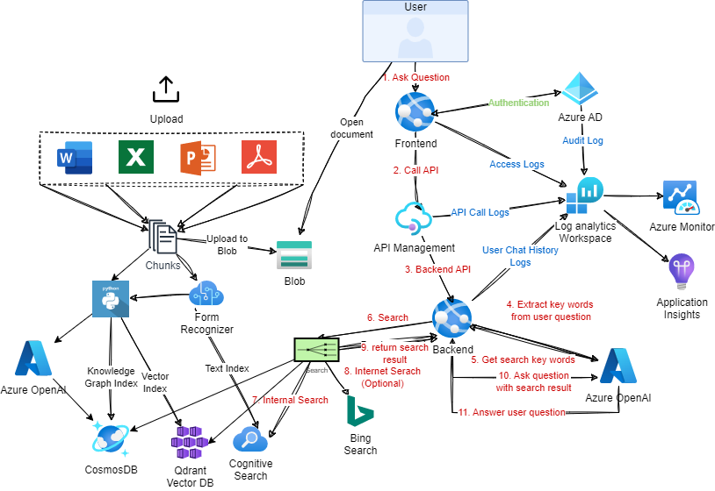 User
1. Ask Question
Upload
Open
document
Authentication
Azure AD
Frontend
Audit Log
W
X
P
Access Logs
2. Call API
API Call Logs
Azure Monitor
Chunks
Upload to
Blob
Blob
API Management
Log analytics
Workspace
User Chat History
Logs
3. Backend API
Application
Insights
python
Form
Recognizer
6. Search
4. Extract key words
from user question
Backend
9. return search
result
5. Get search key words
Azure OpenAI
Knowledge
Graph Index
Vector
Index
Text Index
Search
8. Internet Serach
(Optional)
10. Ask question
with search result
Azure OpenAI
7. Internal Search
11. Answer user question
CosmosDB
Qdrant
Vector DB
Cognitive
Search
Bing
Search